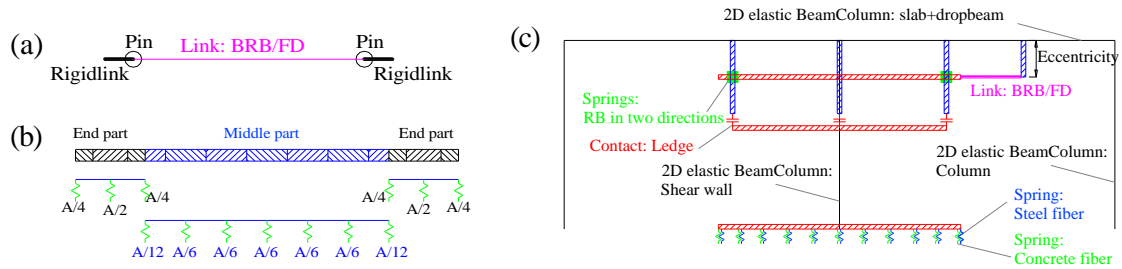 (a)
Pin
Link: BRB/FD
Pin
Rigidlink
Rigidlink
(b)
End part
Middle part
End part
A/4
A/2
A/4
A/4
A/2
A/4
A/12
A/6
A/6
A/6
A/6
A/6
A/12
(c)
2D elastic BeamColumn: slab+dropbeam
Eccentricity
Link: BRB/FD
Springs:
RB in two directions
Contact: Ledge
2D elastic BeamColumn:
Shear wall
2D elastic BeamColumn:
Column
Spring:
Steel fiber
Spring:
Concrete fiber